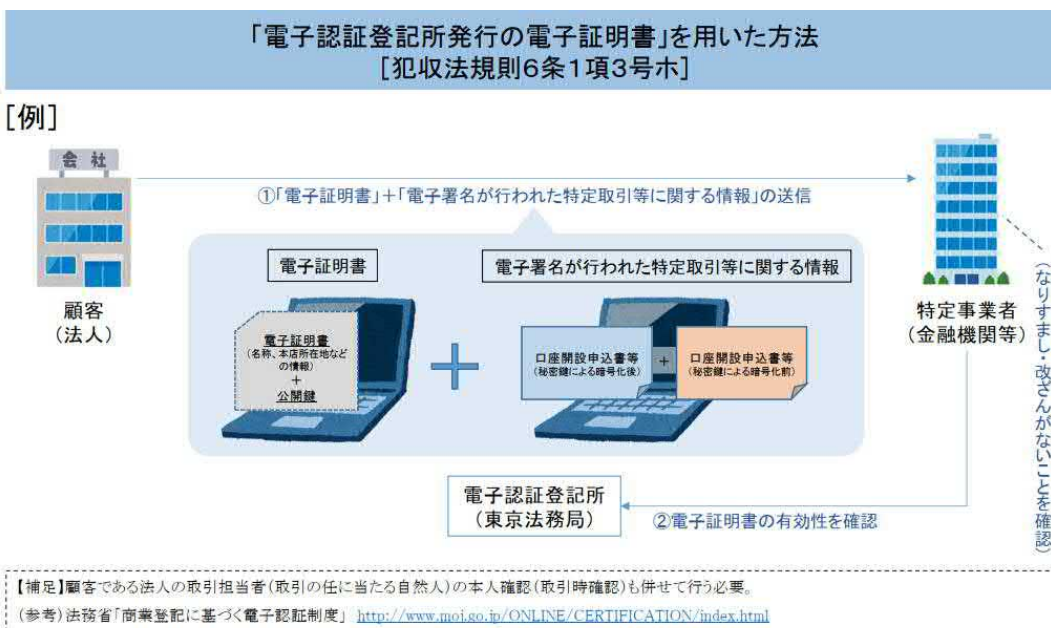 「電子認証登記所発行の電子証明書」を用いた方法
[犯収法規則6条1項3号ホ]
[例]
会社
①「電子証明書」+「電子署名が行われた特定取引等に関する情報」の送信
顧客
(法人)
特定事業者
(金融機関等)
(なりすまし・改ざんがないことを確認)
電子証明書
電子署名が行われた特定取引等に関する情報
電子証明書
(名称、本店所在地など
の情報)
+
公開鍵
+
口座開設申込書等
(秘密鍵による暗号化後)
+
口座開設申込書等
(秘密鍵による暗号化前)
電子認証登記所
(東京法務局)
②電子証明書の有効性を確認
【補足】顧客である法人の取引担当者(取引の任に当たる自然人)の本人確認(取引時確認)も併せて行う必要。
(参考)法務省「商業登記に基づく電子認証制度」 http://www.moj.go.jp/ONLINE/CERTIFICATION/index.html